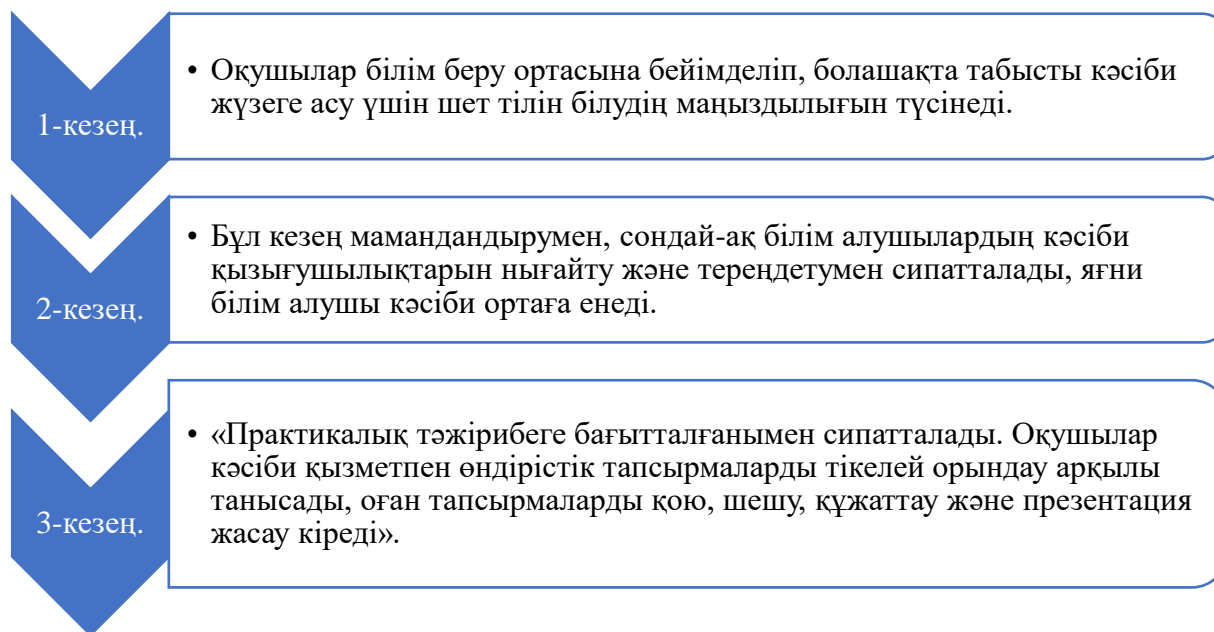 1-кезең.
• Оқушылар білім беру ортасына бейімделіп, болашақта табысты кәсіби
жүзеге асу үшін шет тілін білудің маңыздылығын түсінеді.
2-кезең.
• Бұл кезең мамандандырумен, сондай-ақ білім алушылардың кәсіби
қызығушылықтарын нығайту және тереңдетумен сипатталады, яғни
білім алушы кәсіби ортаға енеді.
3-кезең.
• «Практикалық тәжірибеге бағытталғанымен сипатталады. Оқушылар
кәсіби қызметпен өндірістік тапсырмаларды тікелей орындау арқылы
танысады, оған тапсырмаларды қою, шешу, құжаттау және презентация
жасау кіреді».